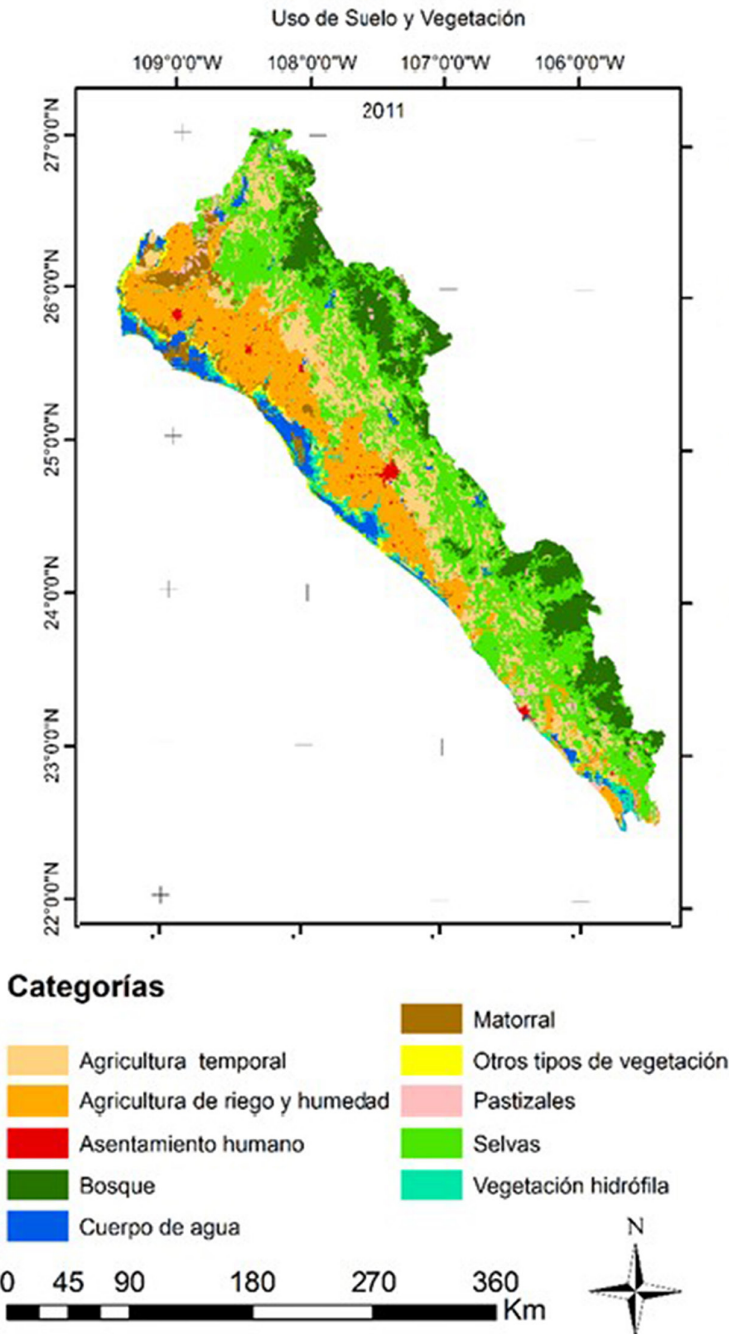 Uso de Suelo y Vegetación
109°0'0"W 108°0'0"W 107°0'0"W 106°0'0"W
2011
27°0'0"N
26°0'0"N
25°0'0"N
24°0'0"N
23°0'0"N
22°0'0"N
Categorías
Agricultura temporal
Agricultura de riego y humedad
Asentamiento humano
Bosque
Cuerpo de agua
Matorral
Otros tipos de vegetación
Pastizales
Selvas
Vegetación hidrófila
N
0 45 90 180 270 360
Km